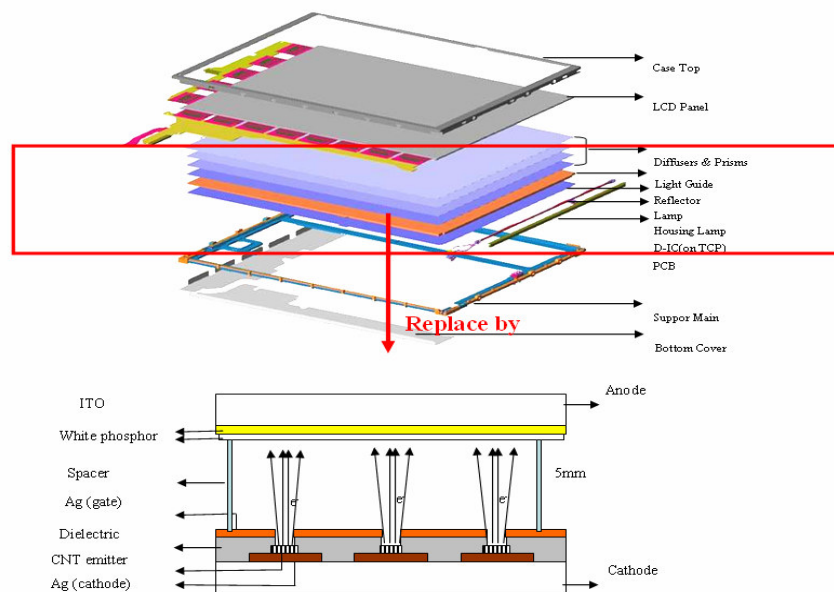 Case Top
LCD Panel
Diffusers & Prisms
Light Guide
Reflector
Lamp
Housing Lamp
D-IC(on TCP)
PCB
Suppor Main
Replace by
Bottom Cover
ITO
Anode
White phosphor
Spacer
5mm
Ag (gate)
e- e- e-
Dielectric
CNT emitter
Cathode
Ag (cathode)